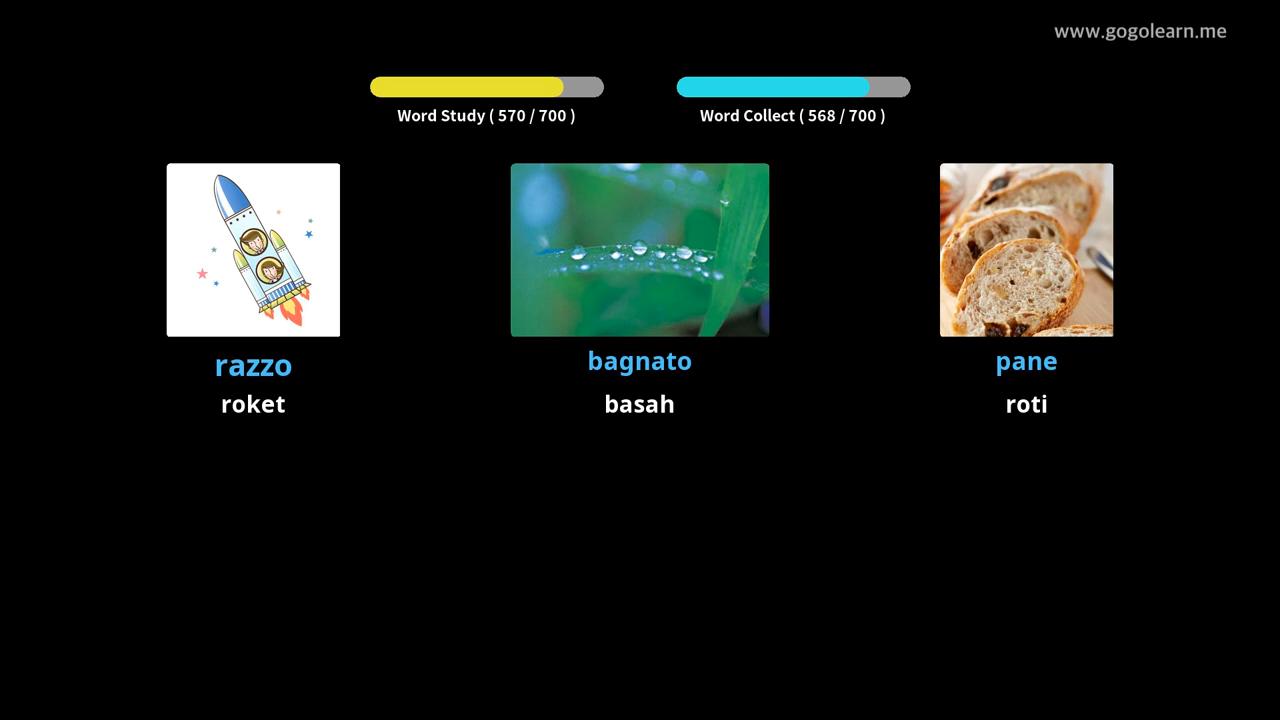 www.gogolearn.me
Word Study ( 570 / 700 )
Word Collect ( 568 / 700 )
razzo
roket
bagnato
basah
pane
roti